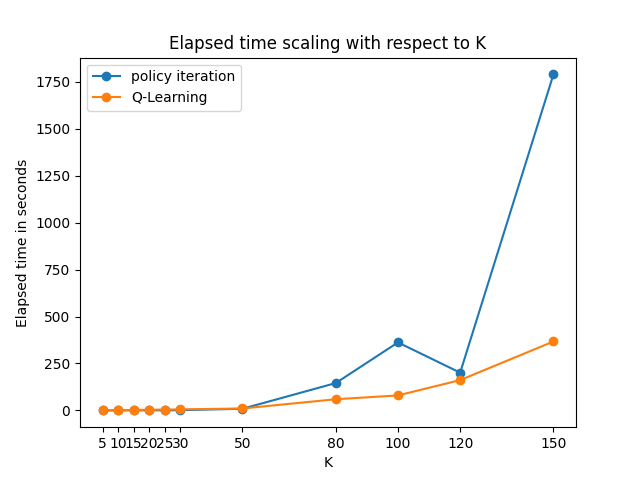 Elapsed time scaling with respect to K
policy iteration
Q-Learning
Elapsed time in seconds
1750
1500
1250
1000
750
500
250
0
5 10 15 20 25 30 50 80 100 120 150
K